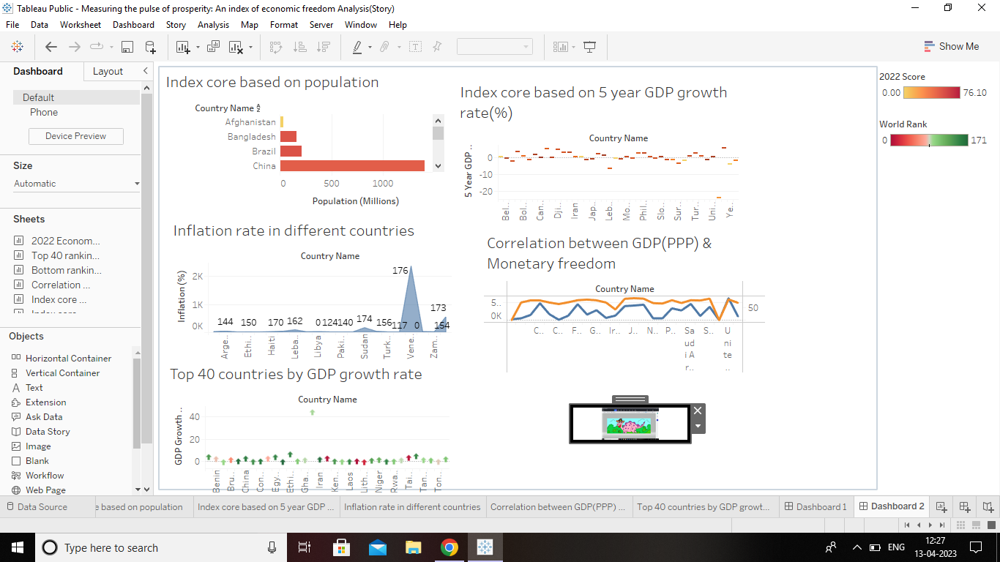 Tableau Public - Measuring the pulse of prosperity: An index of economic freedom Analysis(Story)
File Data Worksheet Dashboard Story Analysis Map Format Server Window Help
Show Me
Dashboard Layout
Default
Phone
Device Preview
Size
Automatic
Sheets
2022 Econom...
Top 40 rankin...
Bottom rankin...
Correlation ...
Index core ...
Objects
Horizontal Container
Vertical Container
Text
Extension
Ask Data
Data Story
Image
Blank
Workflow
Web Page
Index core based on population
Country Name
Afghanistan
Bangladesh
Brazil
China
0 500 1000
Population (Millions)
Index core based on 5 year GDP growth
rate(%)
Country Name
5 Year GDP ..
0
-10
-20
Bel.. Bol.. Can.. Dji.. Iran Jap.. Leb.. Mo.. Phil.. Slo.. Sur.. Tur.. Uni.. Ye..
Inflation rate in different countries
Country Name
Inflation (%)
2K
1K
0K
144 150 170 162 0 124 140 174 156 117 176 0 173 154
Arge.. Ethi.. Haiti Leba.. Libya Paki.. Sudan Turk.. Vene.. Zam..
Correlation between GDP(PPP) &
Monetary freedom
Country Name
5..
0K
50
C.. C.. F.. G.. Ir.. J.. N.. P.. Sa S.. U
ud ni
i A te
r.. ..
Top 40 countries by GDP growth rate
Country Name
GDP Growth ..
40
20
0
Benin Bru.. China Con.. Egy.. Ethi.. Gha.. Iran Ken.. Laos Lith.. Niger Rwa.. Tai.. Tan.. Ton..
2022 Score
0.00 76.10
World Rank
0 171
Data Source e based on population Index core based on 5 year GDP ... Inflation rate in different countries Correlation between GDP(PPP) ... Top 40 countries by GDP growt... Dashboard 1 Dashboard 2
Type here to search
ENG
12:27
13-04-2023